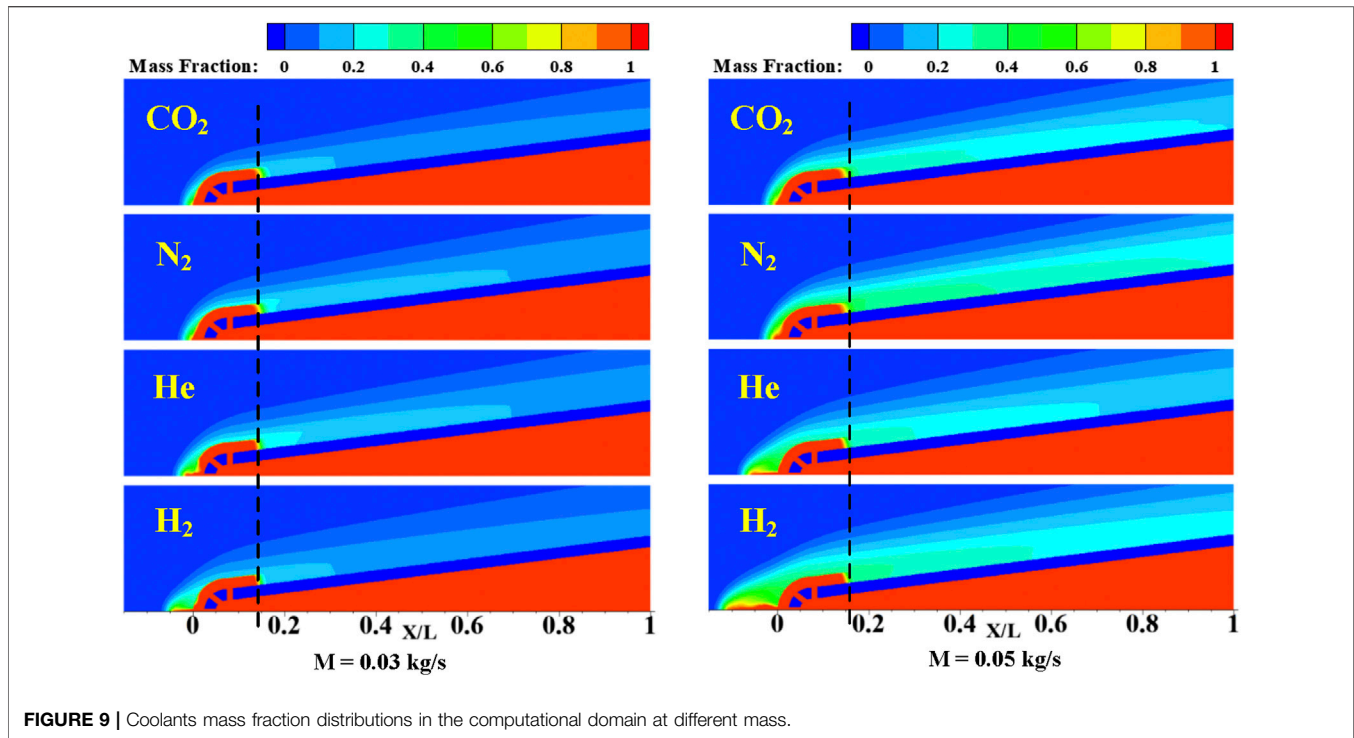 Mass Fraction: 0 0.2 0.4 0.6 0.8 1
CO₂
N₂
He
H₂
0 0.2 0.4 X/L 0.6 0.8 1
M = 0.03 kg/s
Mass Fraction: 0 0.2 0.4 0.6 0.8 1
CO₂
N₂
He
H₂
0 0.2 0.4 X/L 0.6 0.8 1
M = 0.05 kg/s
FIGURE 9 | Coolants mass fraction distributions in the computational domain at different mass.